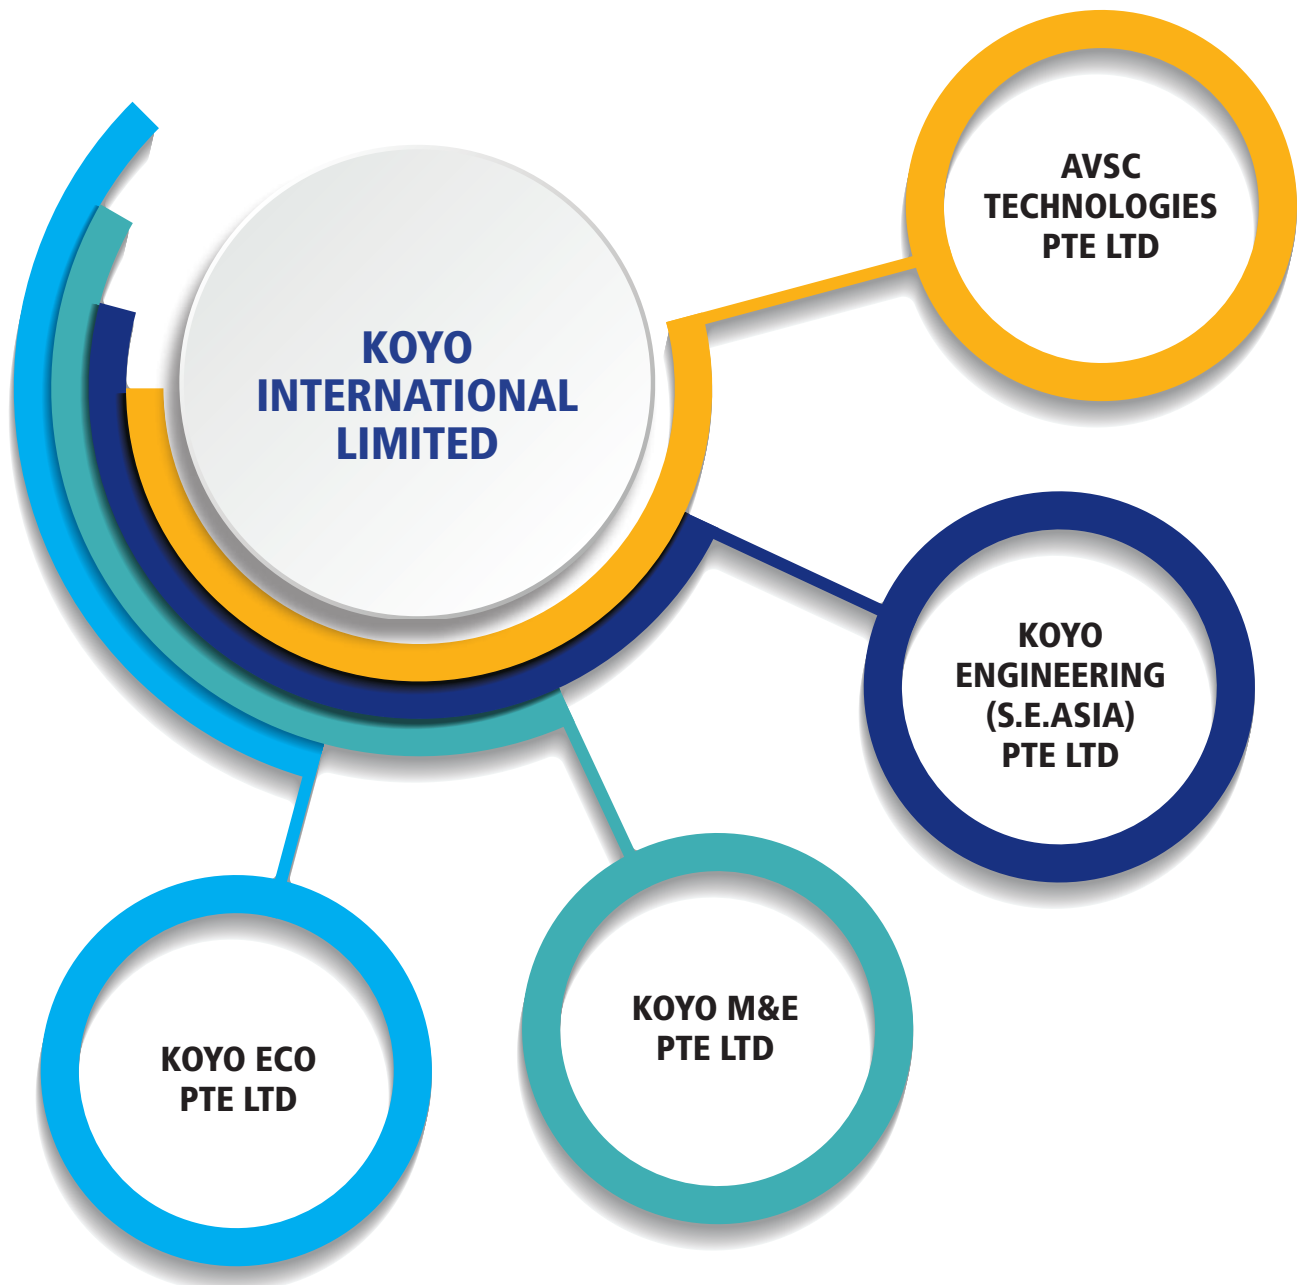 KOYO
INTERNATIONAL
LIMITED
AVSC
TECHNOLOGIES
PTE LTD
KOYO
ENGINEERING
(S.E.ASIA)
PTE LTD
KOYO M&E
PTE LTD
KOYO ECO
PTE LTD